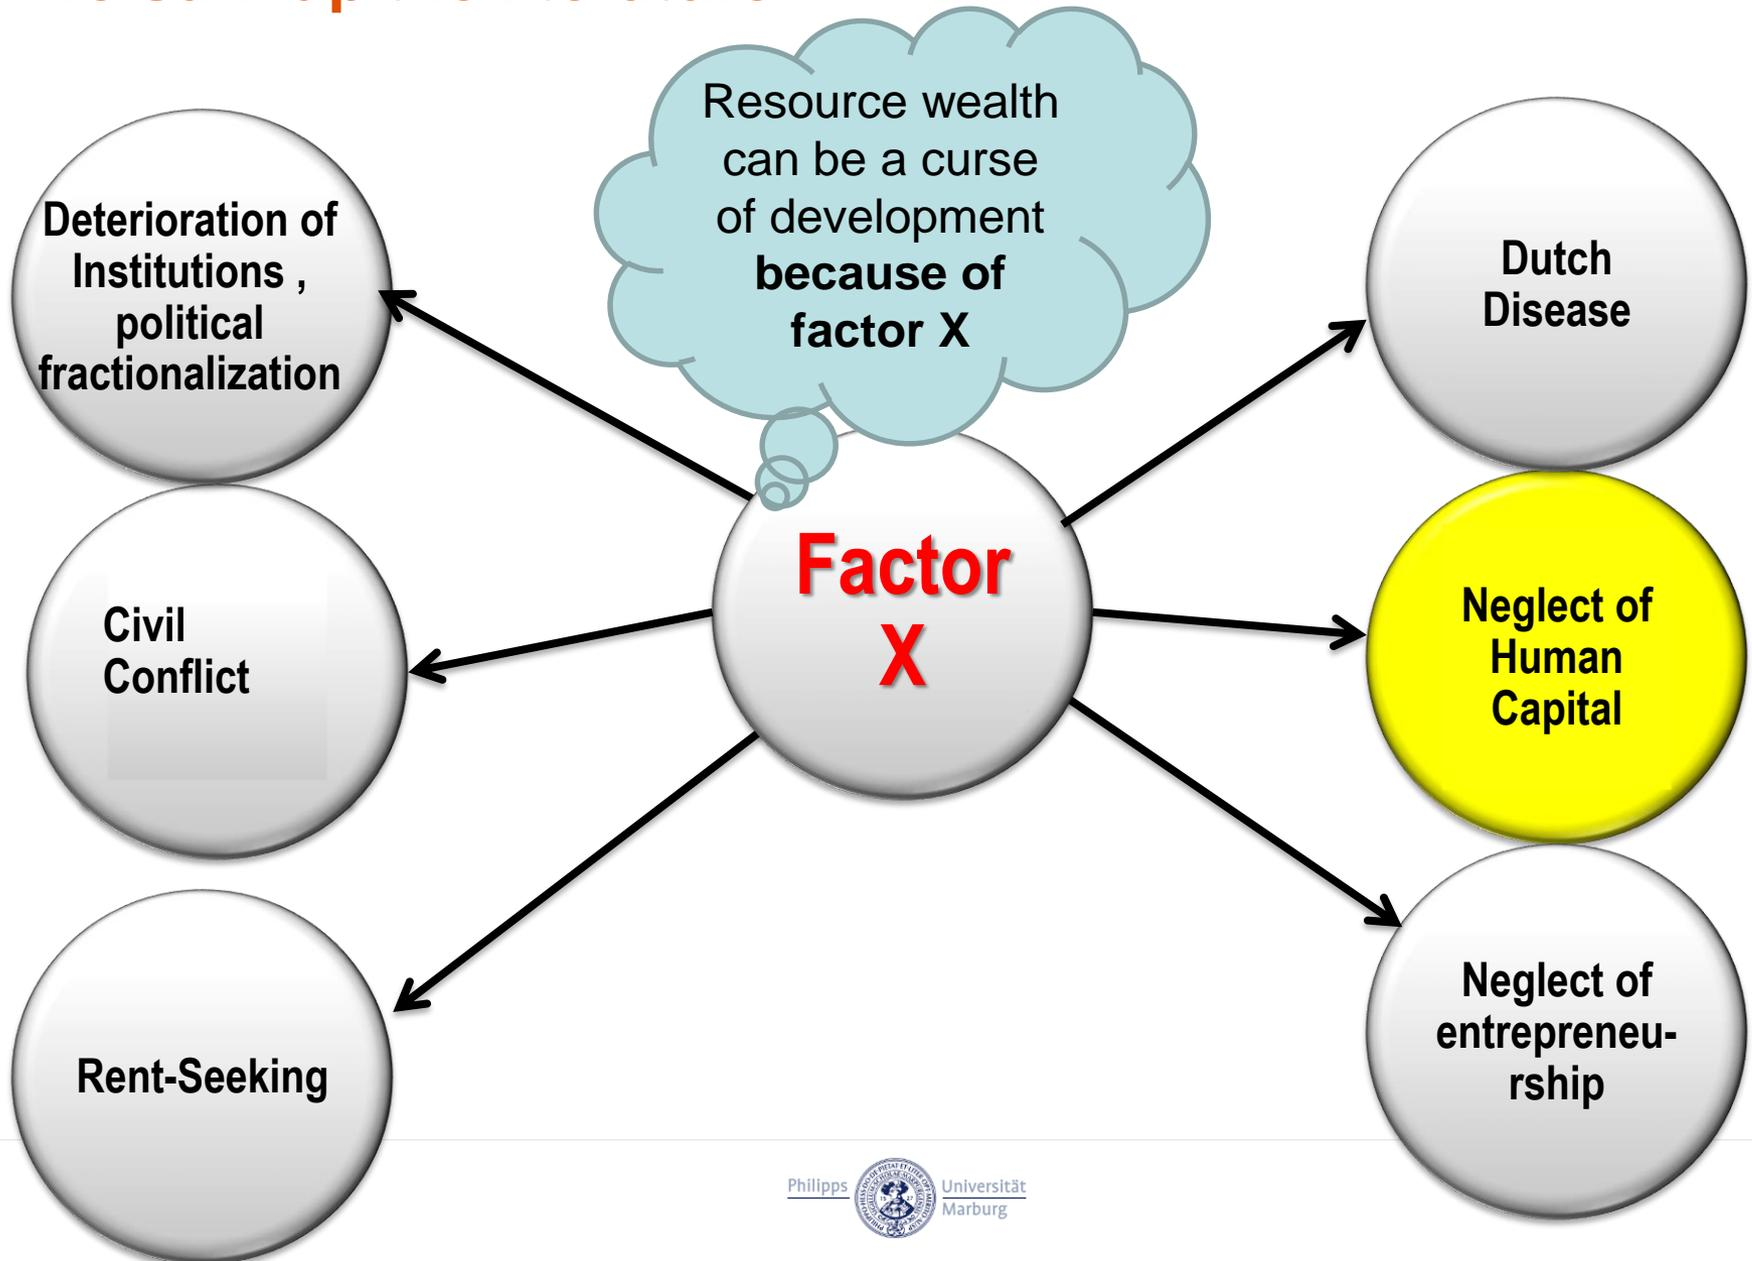 Resource wealth
can be a curse
of development
because of
factor X
Deterioration of
Institutions ,
political
fractionalization
Civil
Conflict
Rent-Seeking
Factor
X
Dutch
Disease
Neglect of
Human
Capital
Neglect of
entrepreneu-
rship
Philipps
Universität
Marburg